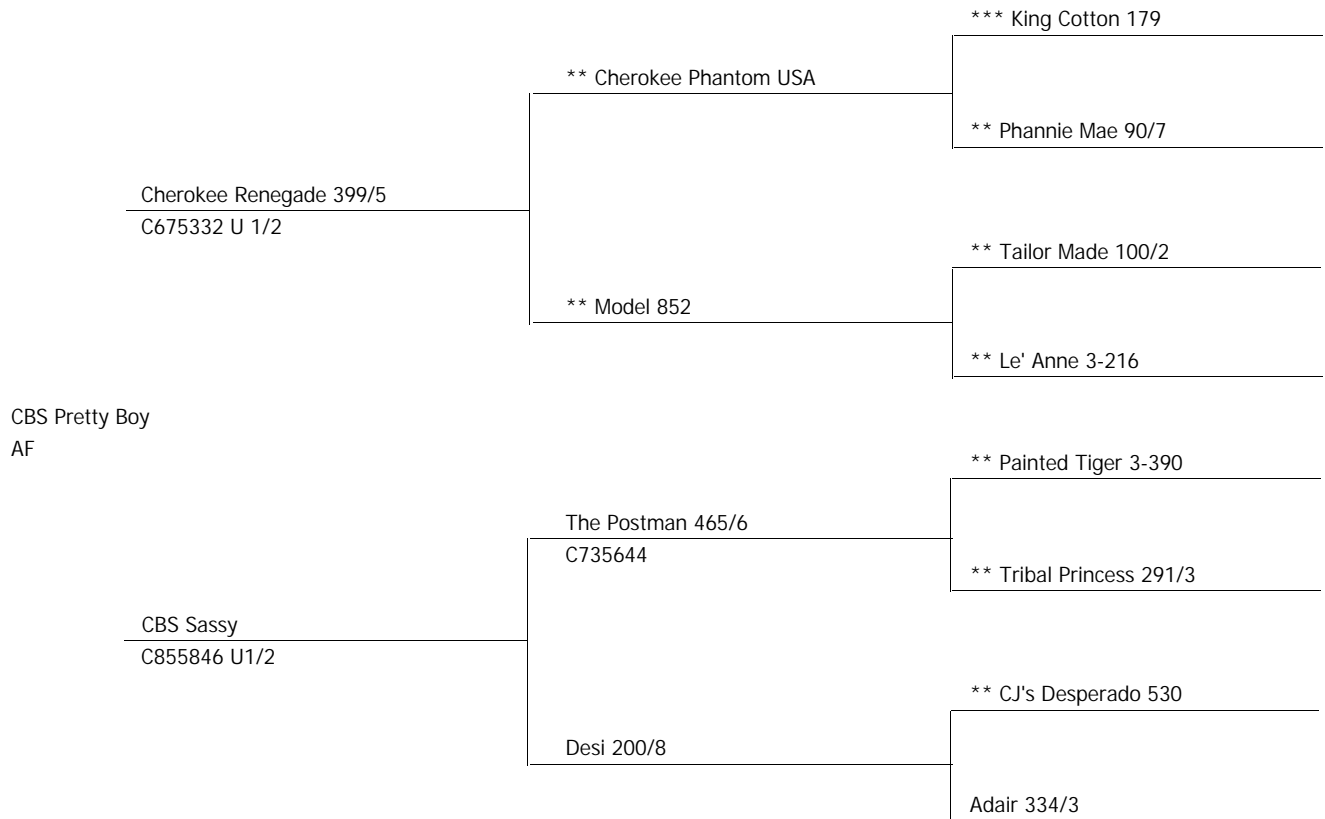 *** King Cotton 179
** Cherokee Phantom USA
** Phannie Mae 90/7
Cherokee Renegade 399/5
C675332 U 1/2
** Tailor Made 100/2
** Model 852
** Le' Anne 3-216
CBS Pretty Boy
AF
** Painted Tiger 3-390
The Postman 465/6
C735644
** Tribal Princess 291/3
CBS Sassy
C855846 U1/2
** CJ's Desperado 530
Desi 200/8
Adair 334/3